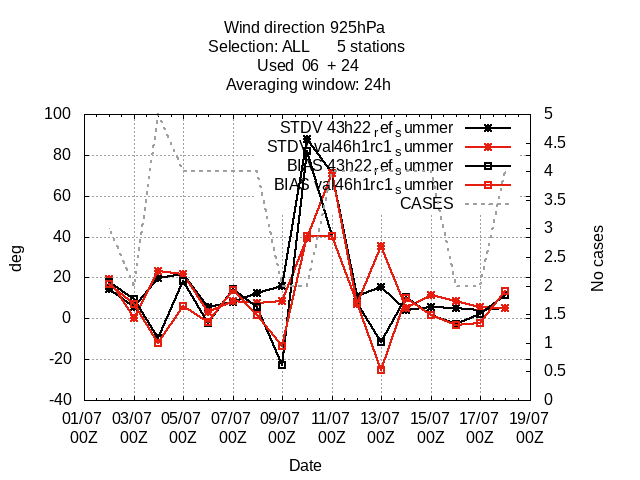 Wind direction 925hPa
Selection: ALL 5 stations
Used 06 + 24
Averaging window: 24h
STDV 43h22refsummer
STDV val46h1rc1summer
BIAS 43h22refsummer
BIAS val46h1rc1summer
CASES
100
80
60
40
20
0
-20
-40
deg
5
4.5
4
3.5
3
2.5
2
1.5
1
0.5
0
No cases
01/07 03/07 05/07 07/07 09/07 11/07 13/07 15/07 17/07 19/07
00Z 00Z 00Z 00Z 00Z 00Z 00Z 00Z 00Z 00Z
Date